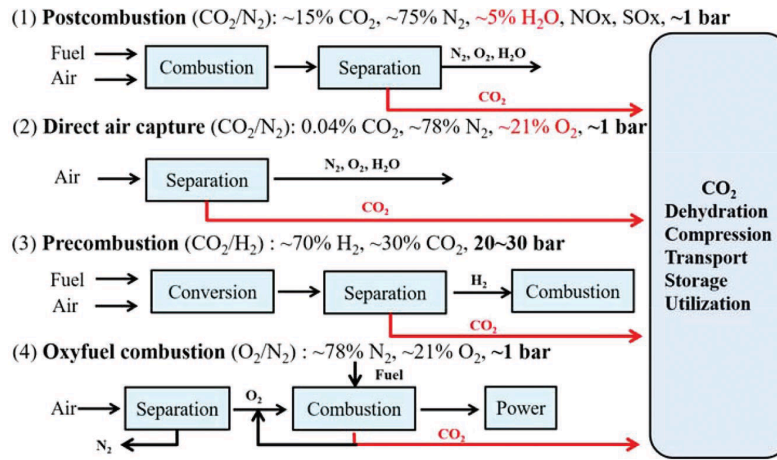 (1) Postcombustion (CO₂/N₂): ~15% CO₂, ~75% N₂, ~5% H₂O, NOx, SOx, ~1 bar
Fuel
Air
Combustion
Separation
N₂, O₂, H₂O
CO₂
(2) Direct air capture (CO₂/N₂): 0.04% CO₂, ~78% N₂, ~21% O₂, ~1 bar
Air
Separation
N₂, O₂, H₂O
CO₂
(3) Precombustion (CO₂/H₂) : ~70% H₂, ~30% CO₂, 20~30 bar
Fuel
Air
Conversion
Separation
H₂
Combustion
CO₂
(4) Oxyfuel combustion (O₂/N₂) : ~78% N₂, ~21% O₂, ~1 bar
Fuel
Air
Separation
O₂
Combustion
Power
N₂
CO₂
CO₂
Dehydration
Compression
Transport
Storage
Utilization